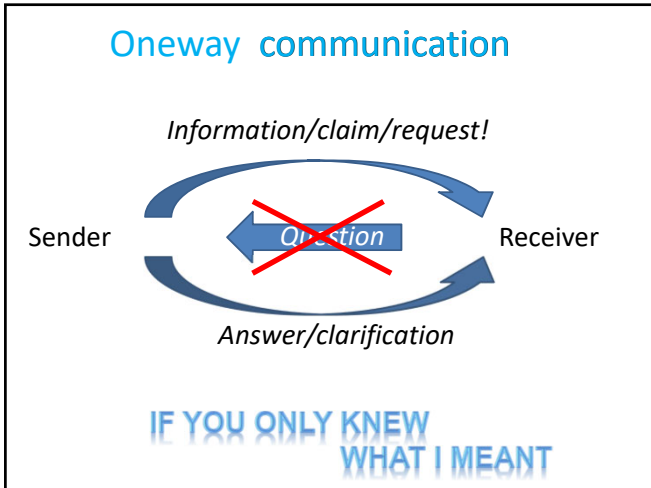 Oneway communication
Information/claim/request!
Sender
Question
Receiver
Answer/clarification
IF YOU ONLY KNEW
WHAT I MEANT